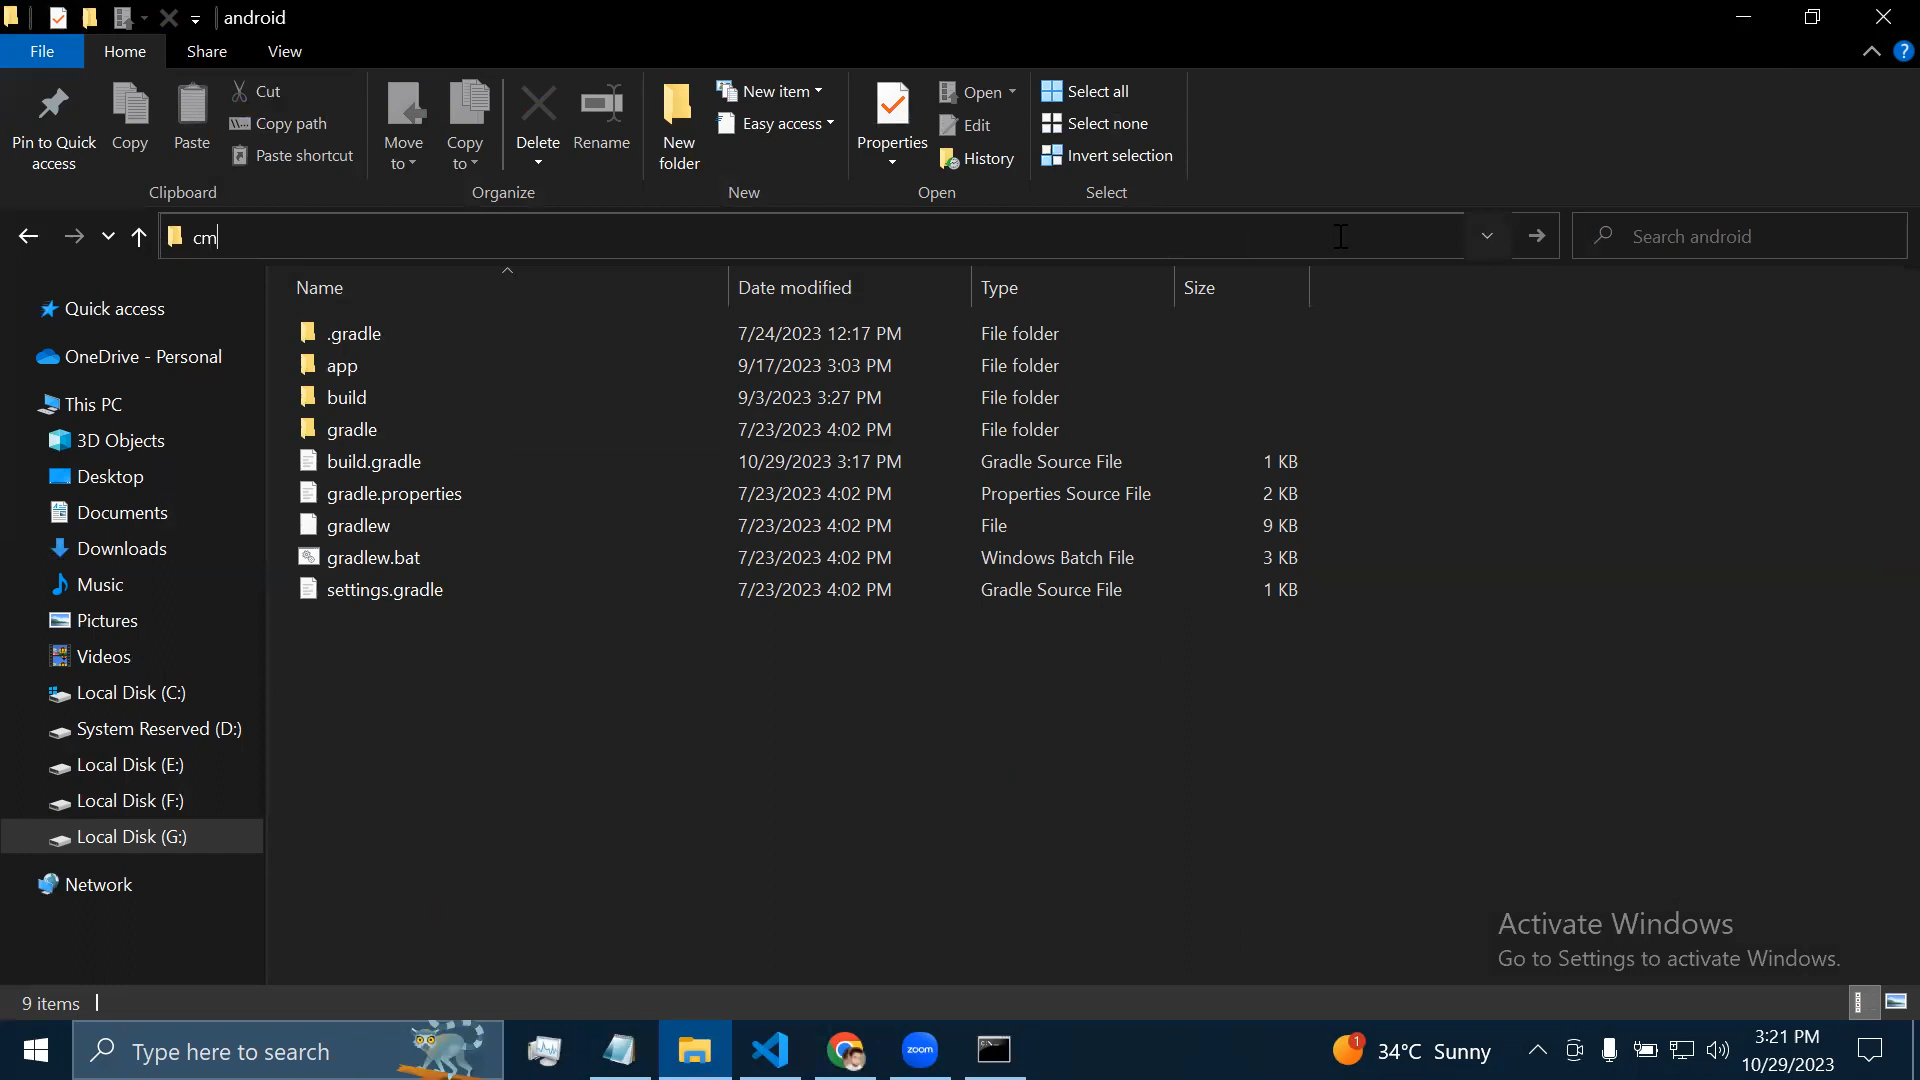 android
File
Home
Share
View
Pin to Quick access
Copy
Paste
Cut
Copy path
Paste shortcut
Clipboard
Move to
Copy to
Delete
Rename
Organize
New folder
New item
Easy access
New
Properties
Open
Edit
History
Open
Select all
Select none
Invert selection
Select
cm
Search android
Name Date modified Type Size
.gradle 7/24/2023 12:17 PM File folder
app 9/17/2023 3:03 PM File folder
build 9/3/2023 3:27 PM File folder
gradle 7/23/2023 4:02 PM File folder
build.gradle 10/29/2023 3:17 PM Gradle Source File 1 KB
gradle.properties 7/23/2023 4:02 PM Properties Source File 2 KB
gradlew 7/23/2023 4:02 PM File 9 KB
gradlew.bat 7/23/2023 4:02 PM Windows Batch File 3 KB
settings.gradle 7/23/2023 4:02 PM Gradle Source File 1 KB
Quick access
OneDrive - Personal
This PC
3D Objects
Desktop
Documents
Downloads
Music
Pictures
Videos
Local Disk (C:)
System Reserved (D:)
Local Disk (E:)
Local Disk (F:)
Local Disk (G:)
Network
Activate Windows
Go to Settings to activate Windows.
9 items
Type here to search
zoom
1
34°C Sunny
3:21 PM
10/29/2023